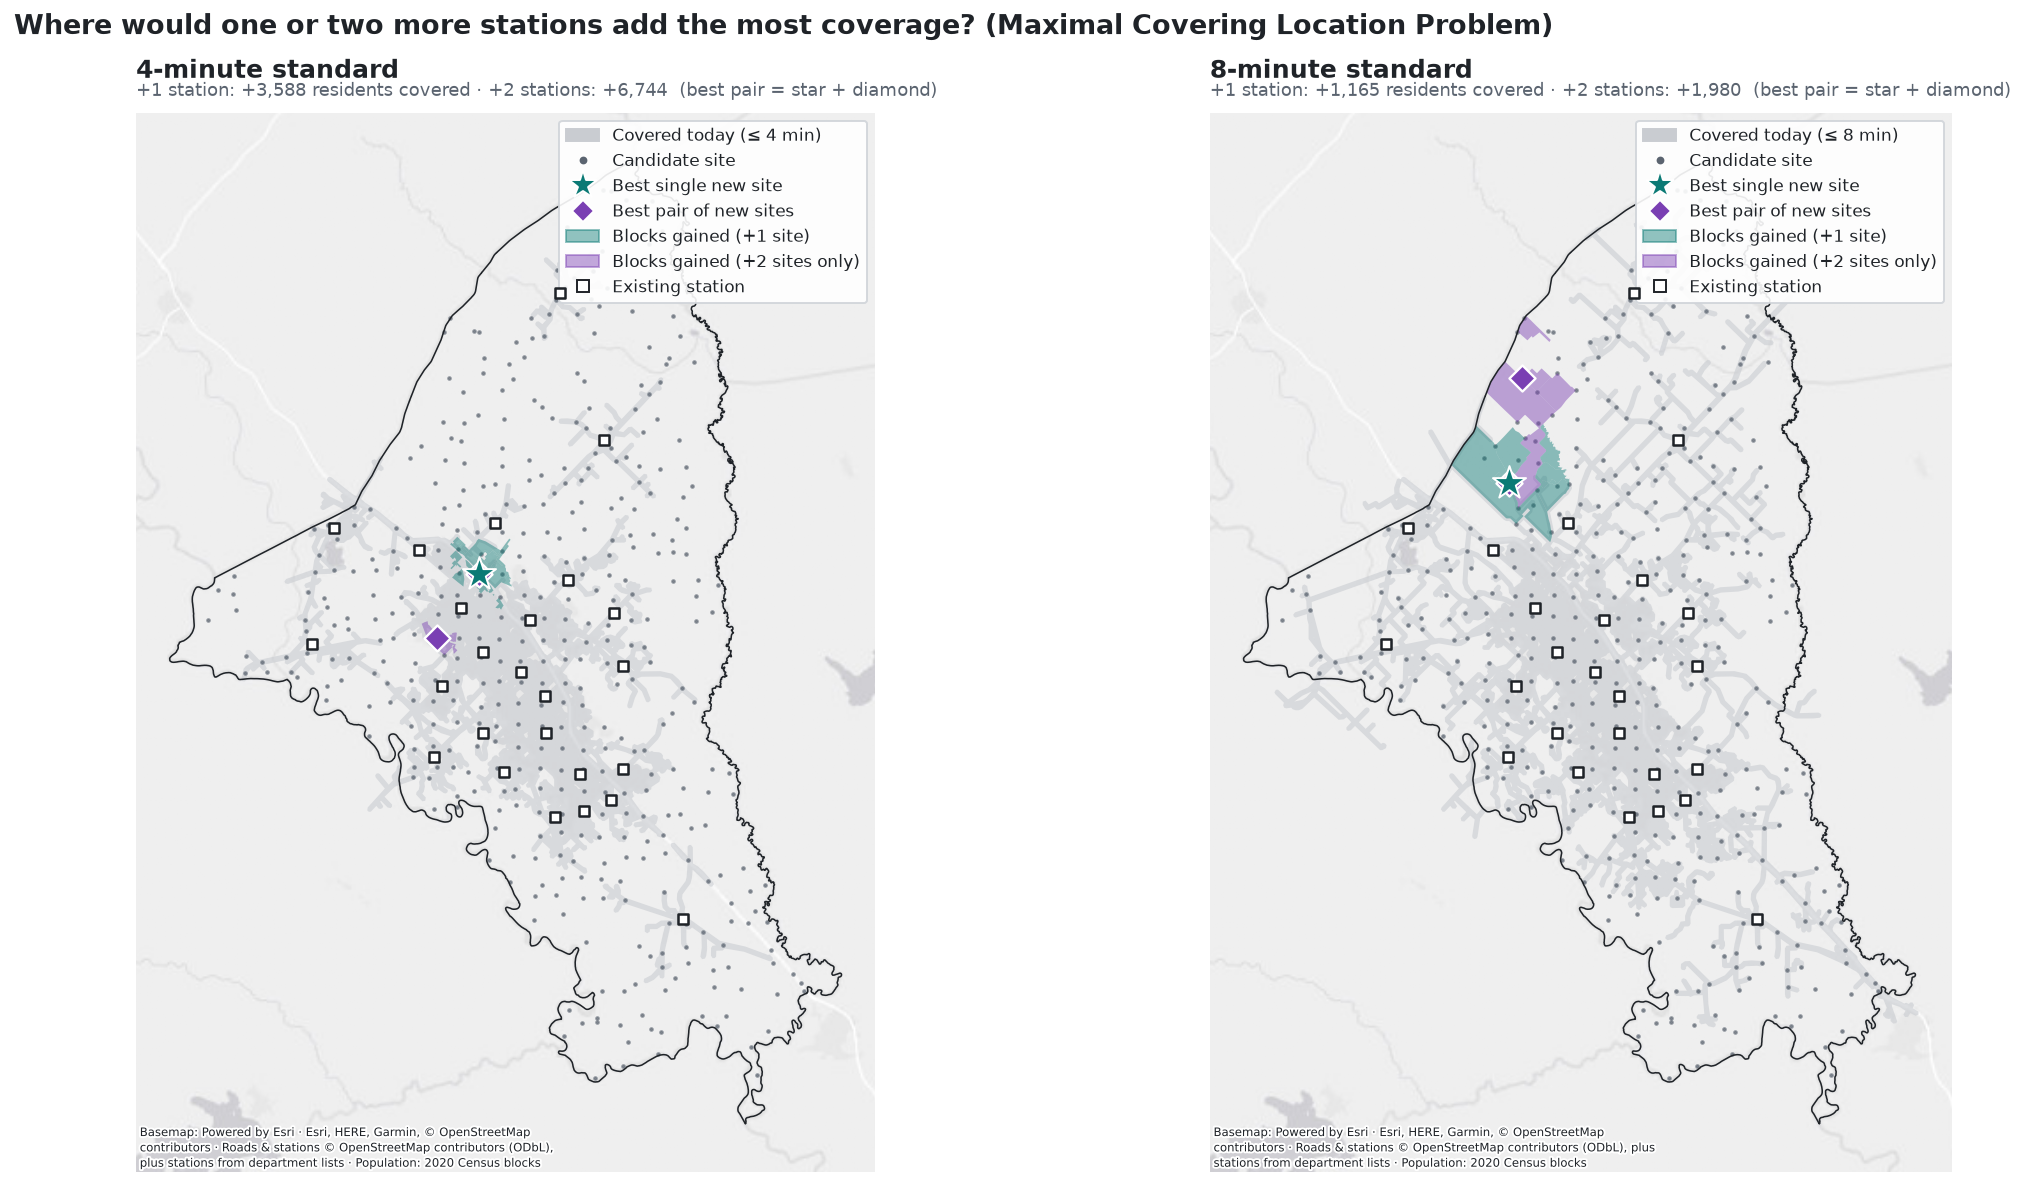 Where would one or two more stations add the most coverage? (Maximal Covering Location Problem)
4-minute standard
+1 station: +3,588 residents covered · +2 stations: +6,744  (best pair = star + diamond)
Covered today (≤ 4 min)
Candidate site
Best single new site
Best pair of new sites
Blocks gained (+1 site)
Blocks gained (+2 sites only)
Existing station
Basemap: Powered by Esri · Esri, HERE, Garmin, © OpenStreetMap
contributors · Roads & stations © OpenStreetMap contributors (ODbL),
plus stations from department lists · Population: 2020 Census blocks
8-minute standard
+1 station: +1,165 residents covered · +2 stations: +1,980  (best pair = star + diamond)
Covered today (≤ 8 min)
Candidate site
Best single new site
Best pair of new sites
Blocks gained (+1 site)
Blocks gained (+2 sites only)
Existing station
Basemap: Powered by Esri · Esri, HERE, Garmin, © OpenStreetMap
contributors · Roads & stations © OpenStreetMap contributors (ODbL), plus
stations from department lists · Population: 2020 Census blocks